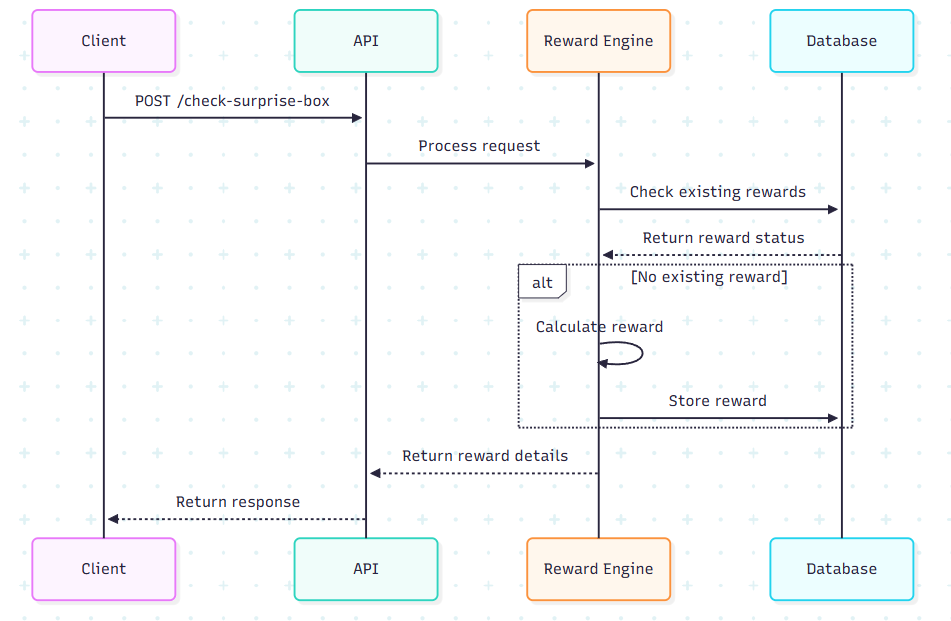 Client
API
Reward Engine
Database
POST /check-surprise-box
Process request
Check existing rewards
Return reward status
alt
[No existing reward]
Calculate reward
Store reward
Return reward details
Return response
Client
API
Reward Engine
Database